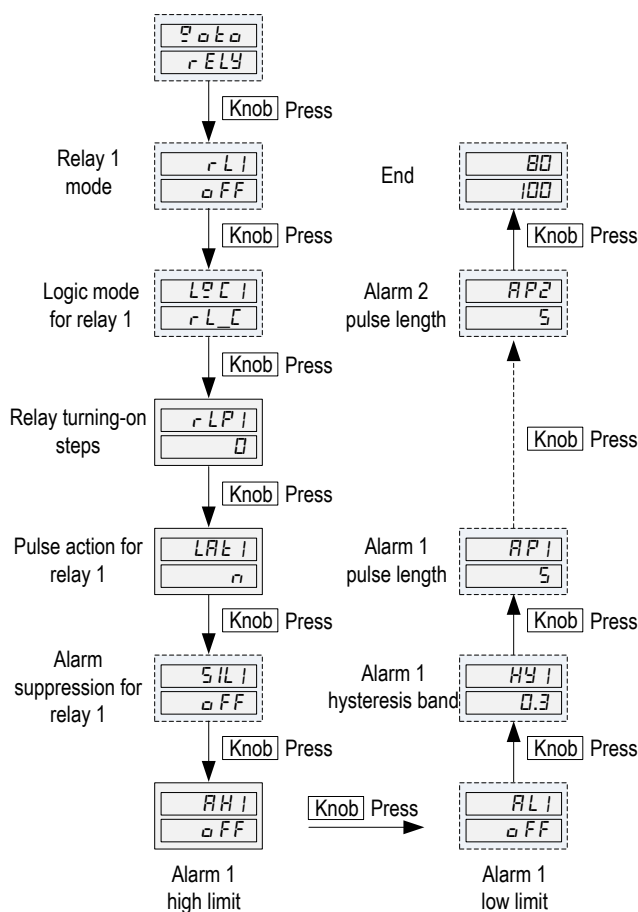 Goto
rELY
Knob Press
Relay 1
mode
rL1
oFF
Knob Press
Logic mode
for relay 1
LGC1
rL_C
Knob Press
Relay turning-on
steps
rLP1
0
Knob Press
Pulse action for
relay 1
LAt1
n
Knob Press
Alarm
suppression for
relay 1
SIL1
oFF
Knob Press
AH1
oFF
Alarm 1
high limit
Knob Press
AL1
oFF
Alarm 1
low limit
Knob Press
Alarm 1
hysteresis band
HY1
0.3
Knob Press
Alarm 1
pulse length
AP1
5
Knob Press
Alarm 2
pulse length
AP2
5
Knob Press
End
80
100